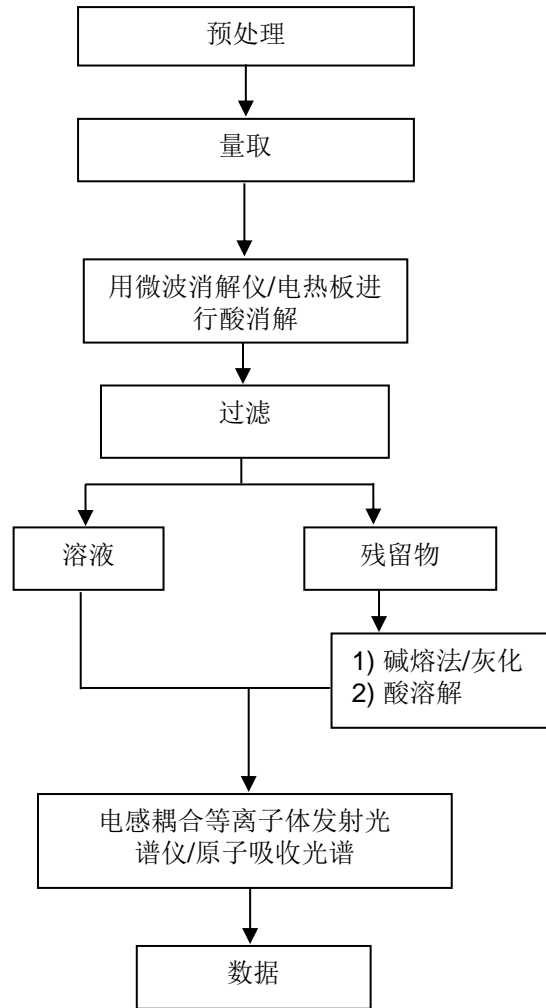 预处理
量取
用微波消解仪/电热板进
行酸消解
过滤
溶液
残留物
1) 碱熔法/灰化
2) 酸溶解
电感耦合等离子体发射光
谱仪/原子吸收光谱
数据